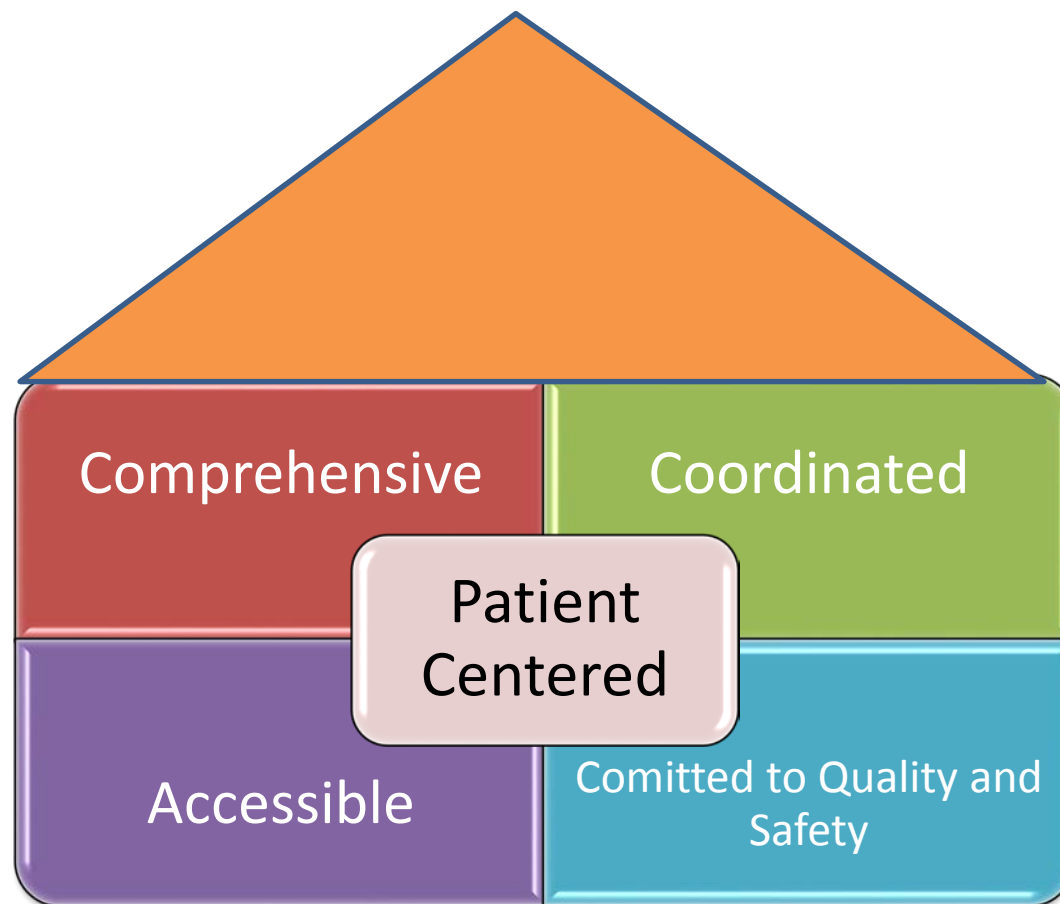 Comprehensive
Coordinated
Patient
Centered
Accessible
Comitted to Quality and
Safety